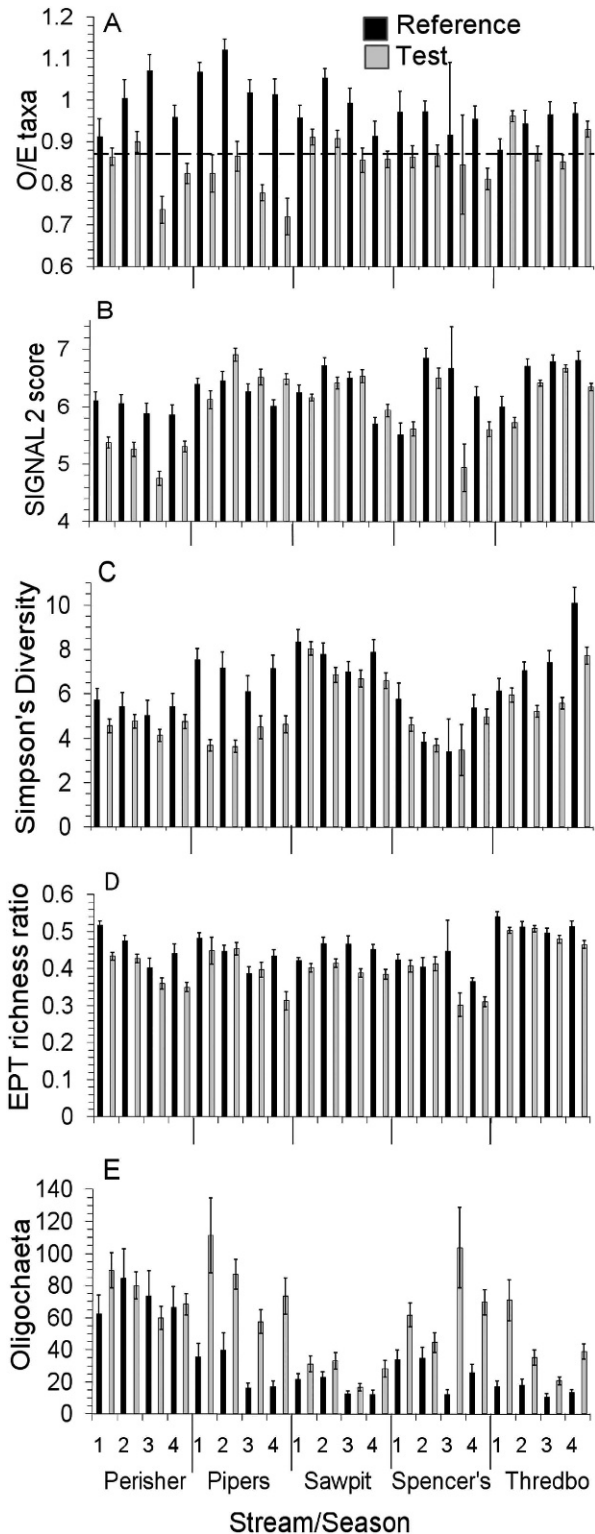 A
Reference
Test
1.2
1.1
1
0.9
0.8
0.7
0.6
O/E taxa
B
7
6
5
4
SIGNAL 2 score
C
10
8
6
4
2
0
Simpson's Diversity
D
0.6
0.5
0.4
0.3
0.2
0.1
0
EPT richness ratio
E
140
120
100
80
60
40
20
0
Oligochaeta
1 2 3 4 1 2 3 4 1 2 3 4 1 2 3 4 1 2 3 4
Perisher Pipers Sawpit Spencer's Thredbo
Stream/Season